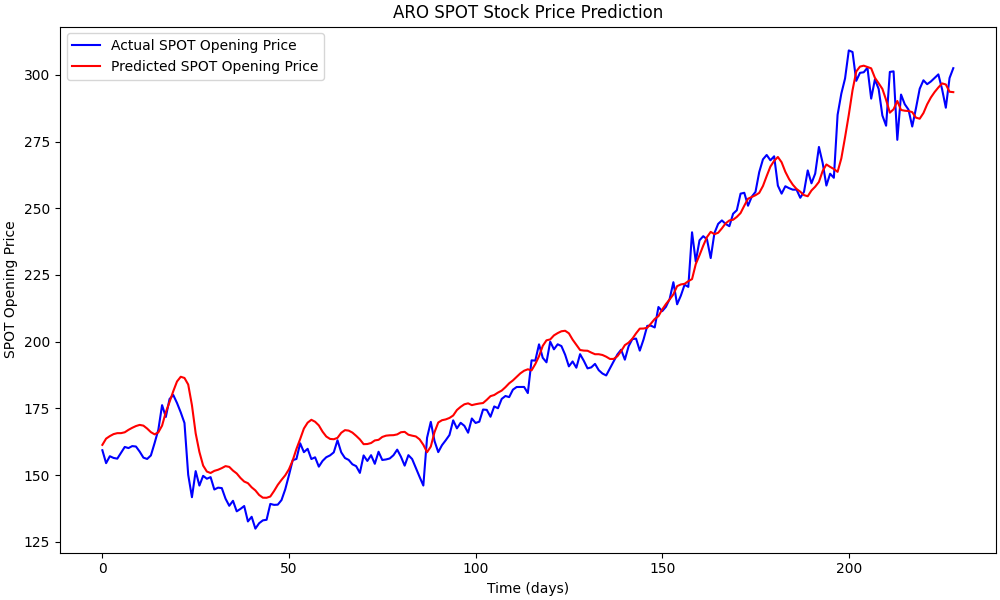 ARO SPOT Stock Price Prediction
Actual SPOT Opening Price
Predicted SPOT Opening Price
SPOT Opening Price
300
275
250
225
200
175
150
125
0
50
100
150
200
Time (days)